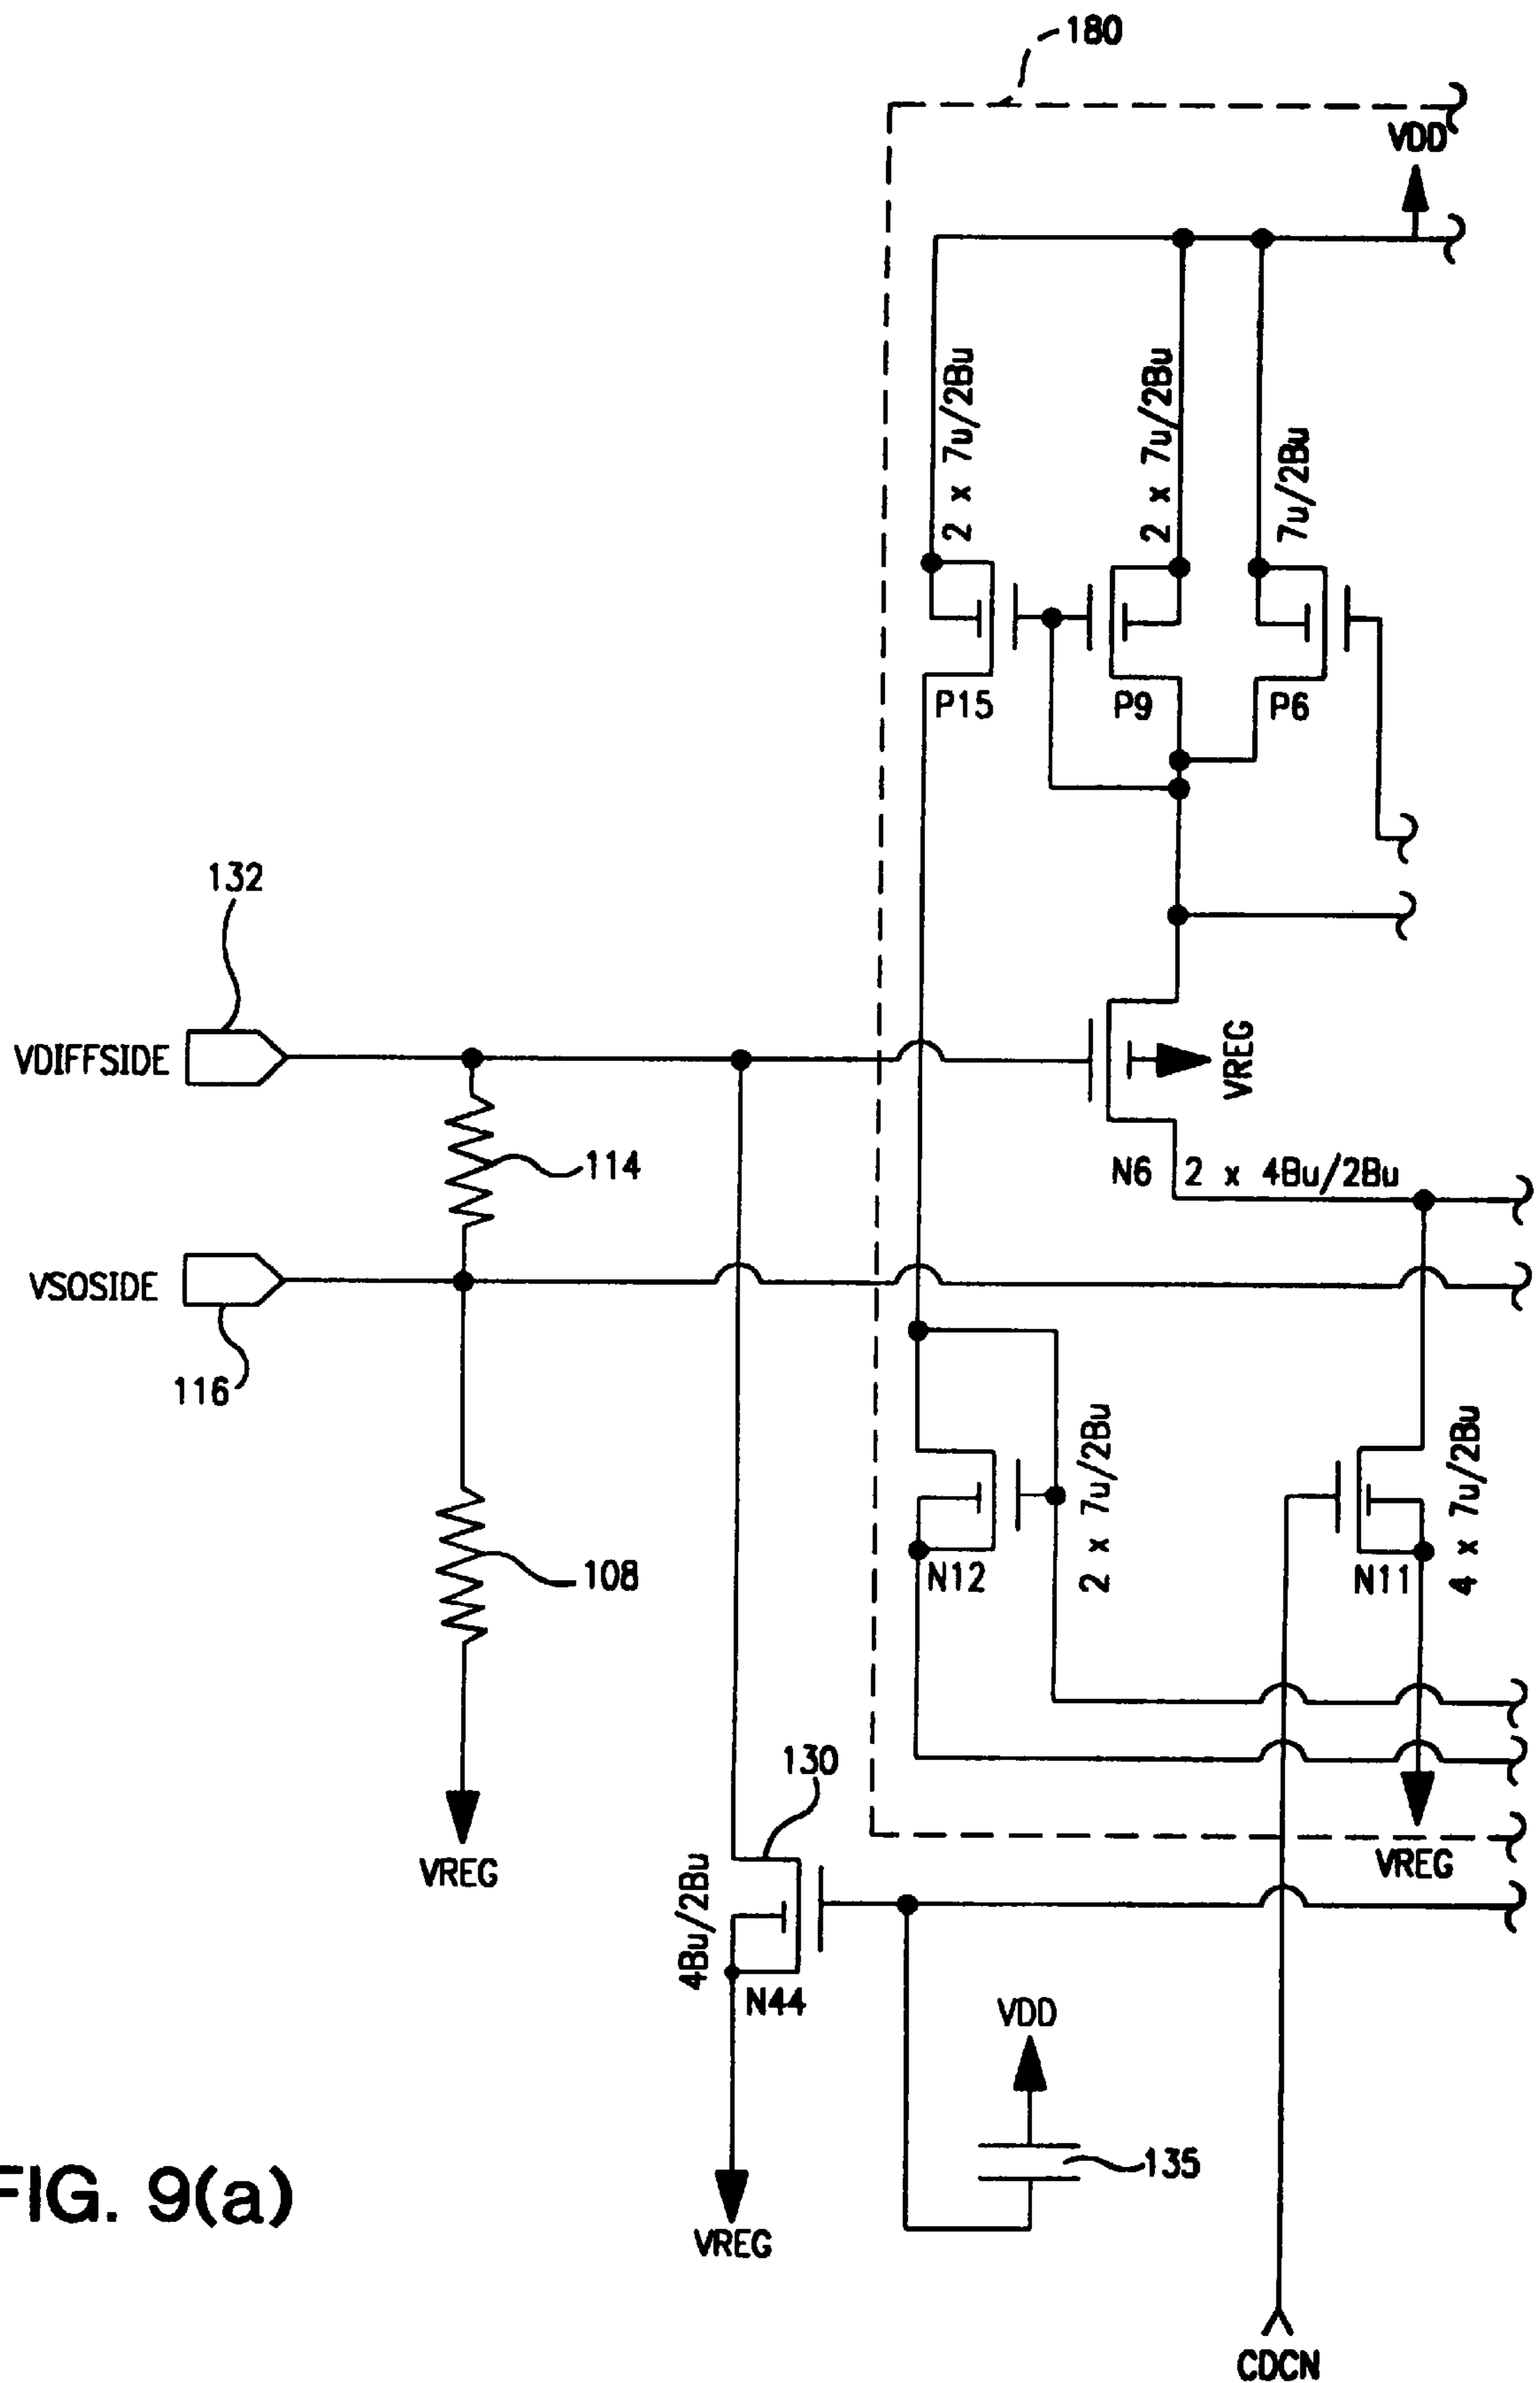 180
VDD
2 x 7u/2Bu
2 x 7u/2Bu
7u/2Bu
P15
P9
P6
132
VDIFFSIDE
VREG
114
N6
2 x 4Bu/2Bu
VSOSIDE
116
2 x 7u/2Bu
4 x 7u/2Bu
108
N12
N11
130
VREG
VREG
4Bu/2Bu
N44
VDD
135
FIG. 9(a)
VREG
CDCN